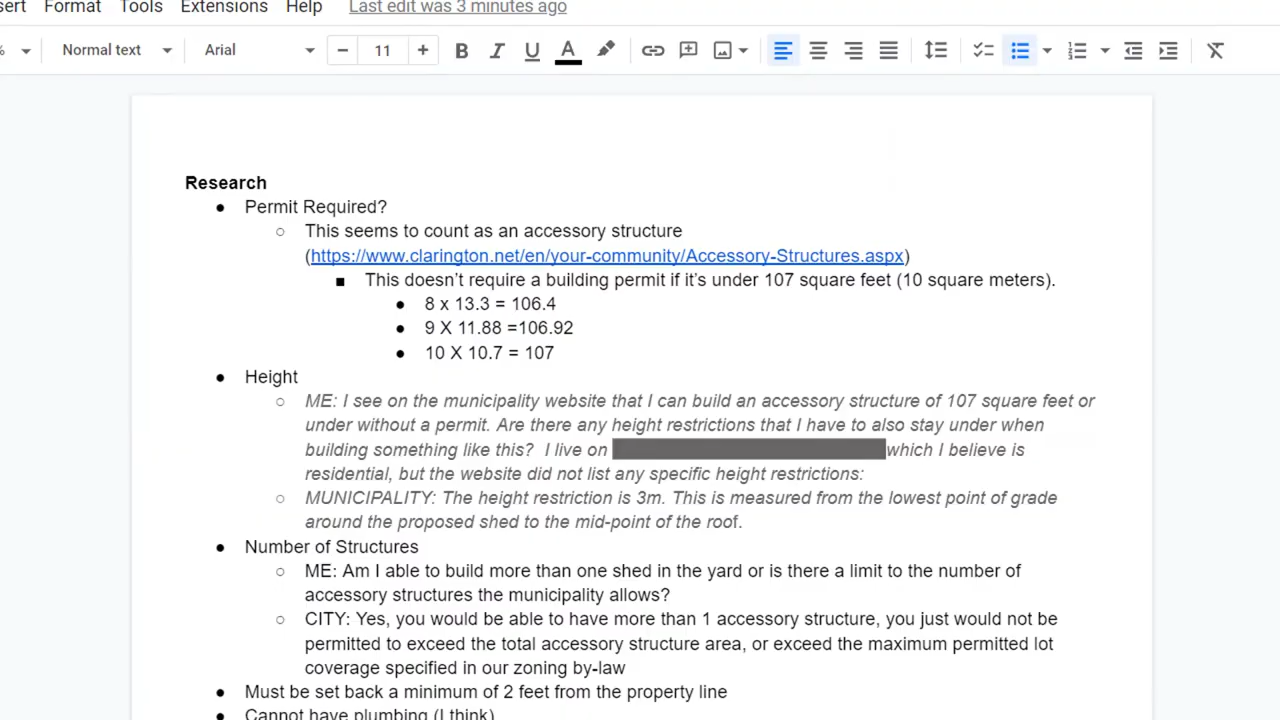 sert Format Tools Extensions Help Last edit was 3 minutes ago
% Normal text Arial − 11 + B I U A
Research
● Permit Required?
○ This seems to count as an accessory structure
(https://www.clarington.net/en/your-community/Accessory-Structures.aspx)
■ This doesn't require a building permit if it's under 107 square feet (10 square meters).
● 8 x 13.3 = 106.4
● 9 X 11.88 =106.92
● 10 X 10.7 = 107
● Height
○ ME: I see on the municipality website that I can build an accessory structure of 107 square feet or
under without a permit. Are there any height restrictions that I have to also stay under when
building something like this? I live on which I believe is
residential, but the website did not list any specific height restrictions:
○ MUNICIPALITY: The height restriction is 3m. This is measured from the lowest point of grade
around the proposed shed to the mid-point of the roof.
● Number of Structures
○ ME: Am I able to build more than one shed in the yard or is there a limit to the number of
accessory structures the municipality allows?
○ CITY: Yes, you would be able to have more than 1 accessory structure, you just would not be
permitted to exceed the total accessory structure area, or exceed the maximum permitted lot
coverage specified in our zoning by-law
● Must be set back a minimum of 2 feet from the property line
● Cannot have plumbing (I think)